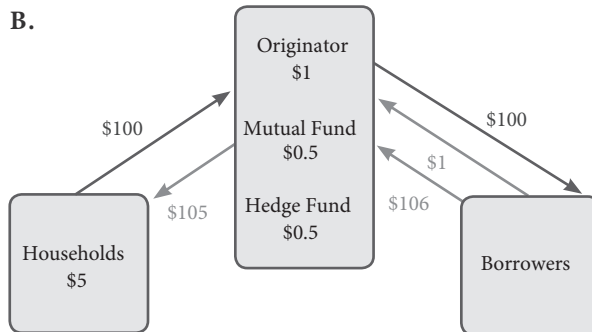 B.
Originator
$1
Mutual Fund
$0.5
Hedge Fund
$0.5
$100
$105
Households
$5
$100
$1
$106
Borrowers